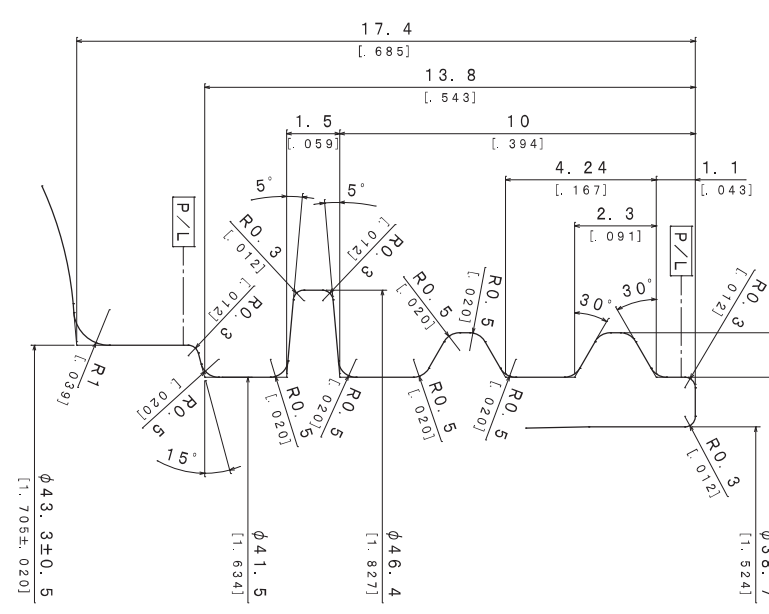 17.4
[.685]
13.8
[.543]
1.5
[.059]
10
[.394]
4.24
[.167]
1.1
[.043]
2.3
[.091]
5°
5°
P/L
P/L
R0.3
[.012]
R0.3
[.012]
R0.3
[.012]
R0.5
[.020]
R0.5
[.020]
30°
30°
R0.3
[.012]
R1
[.039]
R0.5
[.020]
15°
R0.5
[.020]
R0.5
[.020]
R0.5
[.020]
R0.5
[.020]
R0.3
[.012]
φ43.3±0.5
[1.705±.020]
φ41.5
[1.634]
φ46.4
[1.827]
[1.524]